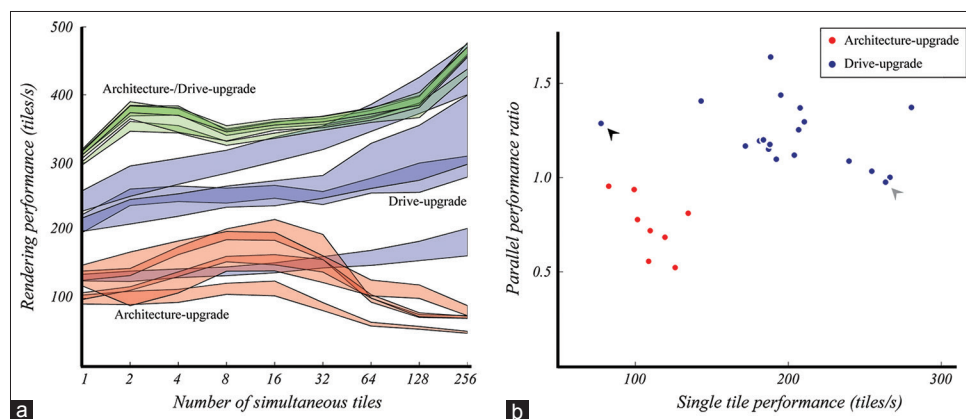 500
400
300
200
100
Rendering performance (tiles/s)
Architecture-/Drive-upgrade
Drive-upgrade
Architecture-upgrade
1 2 4 8 16 32 64 128 256
Number of simultaneous tiles
a
1.5
1.0
0.5
Parallel performance ratio
Architecture-upgrade
Drive-upgrade
100 200 300
Single tile performance (tiles/s)
b